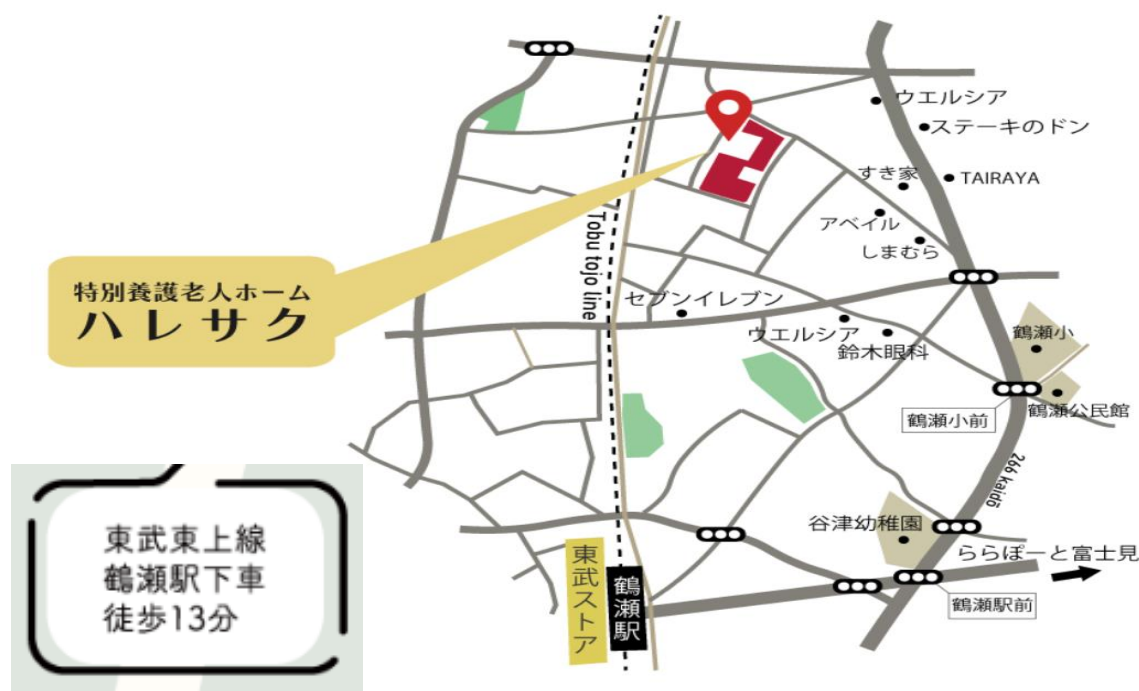 ウエルシア
ステーキのドン
すき家
TAIRAYA
アベイル
しまむら
Tobu tojo line
特別養護老人ホーム
ハレサク
セブンイレブン
ウエルシア
鈴木眼科
鶴瀬小
鶴瀬公民館
鶴瀬小前
266 kaidō
東武東上線
鶴瀬駅下車
徒歩13分
谷津幼稚園
ららぽーと富士見
東武ストア
鶴瀬駅
鶴瀬駅前